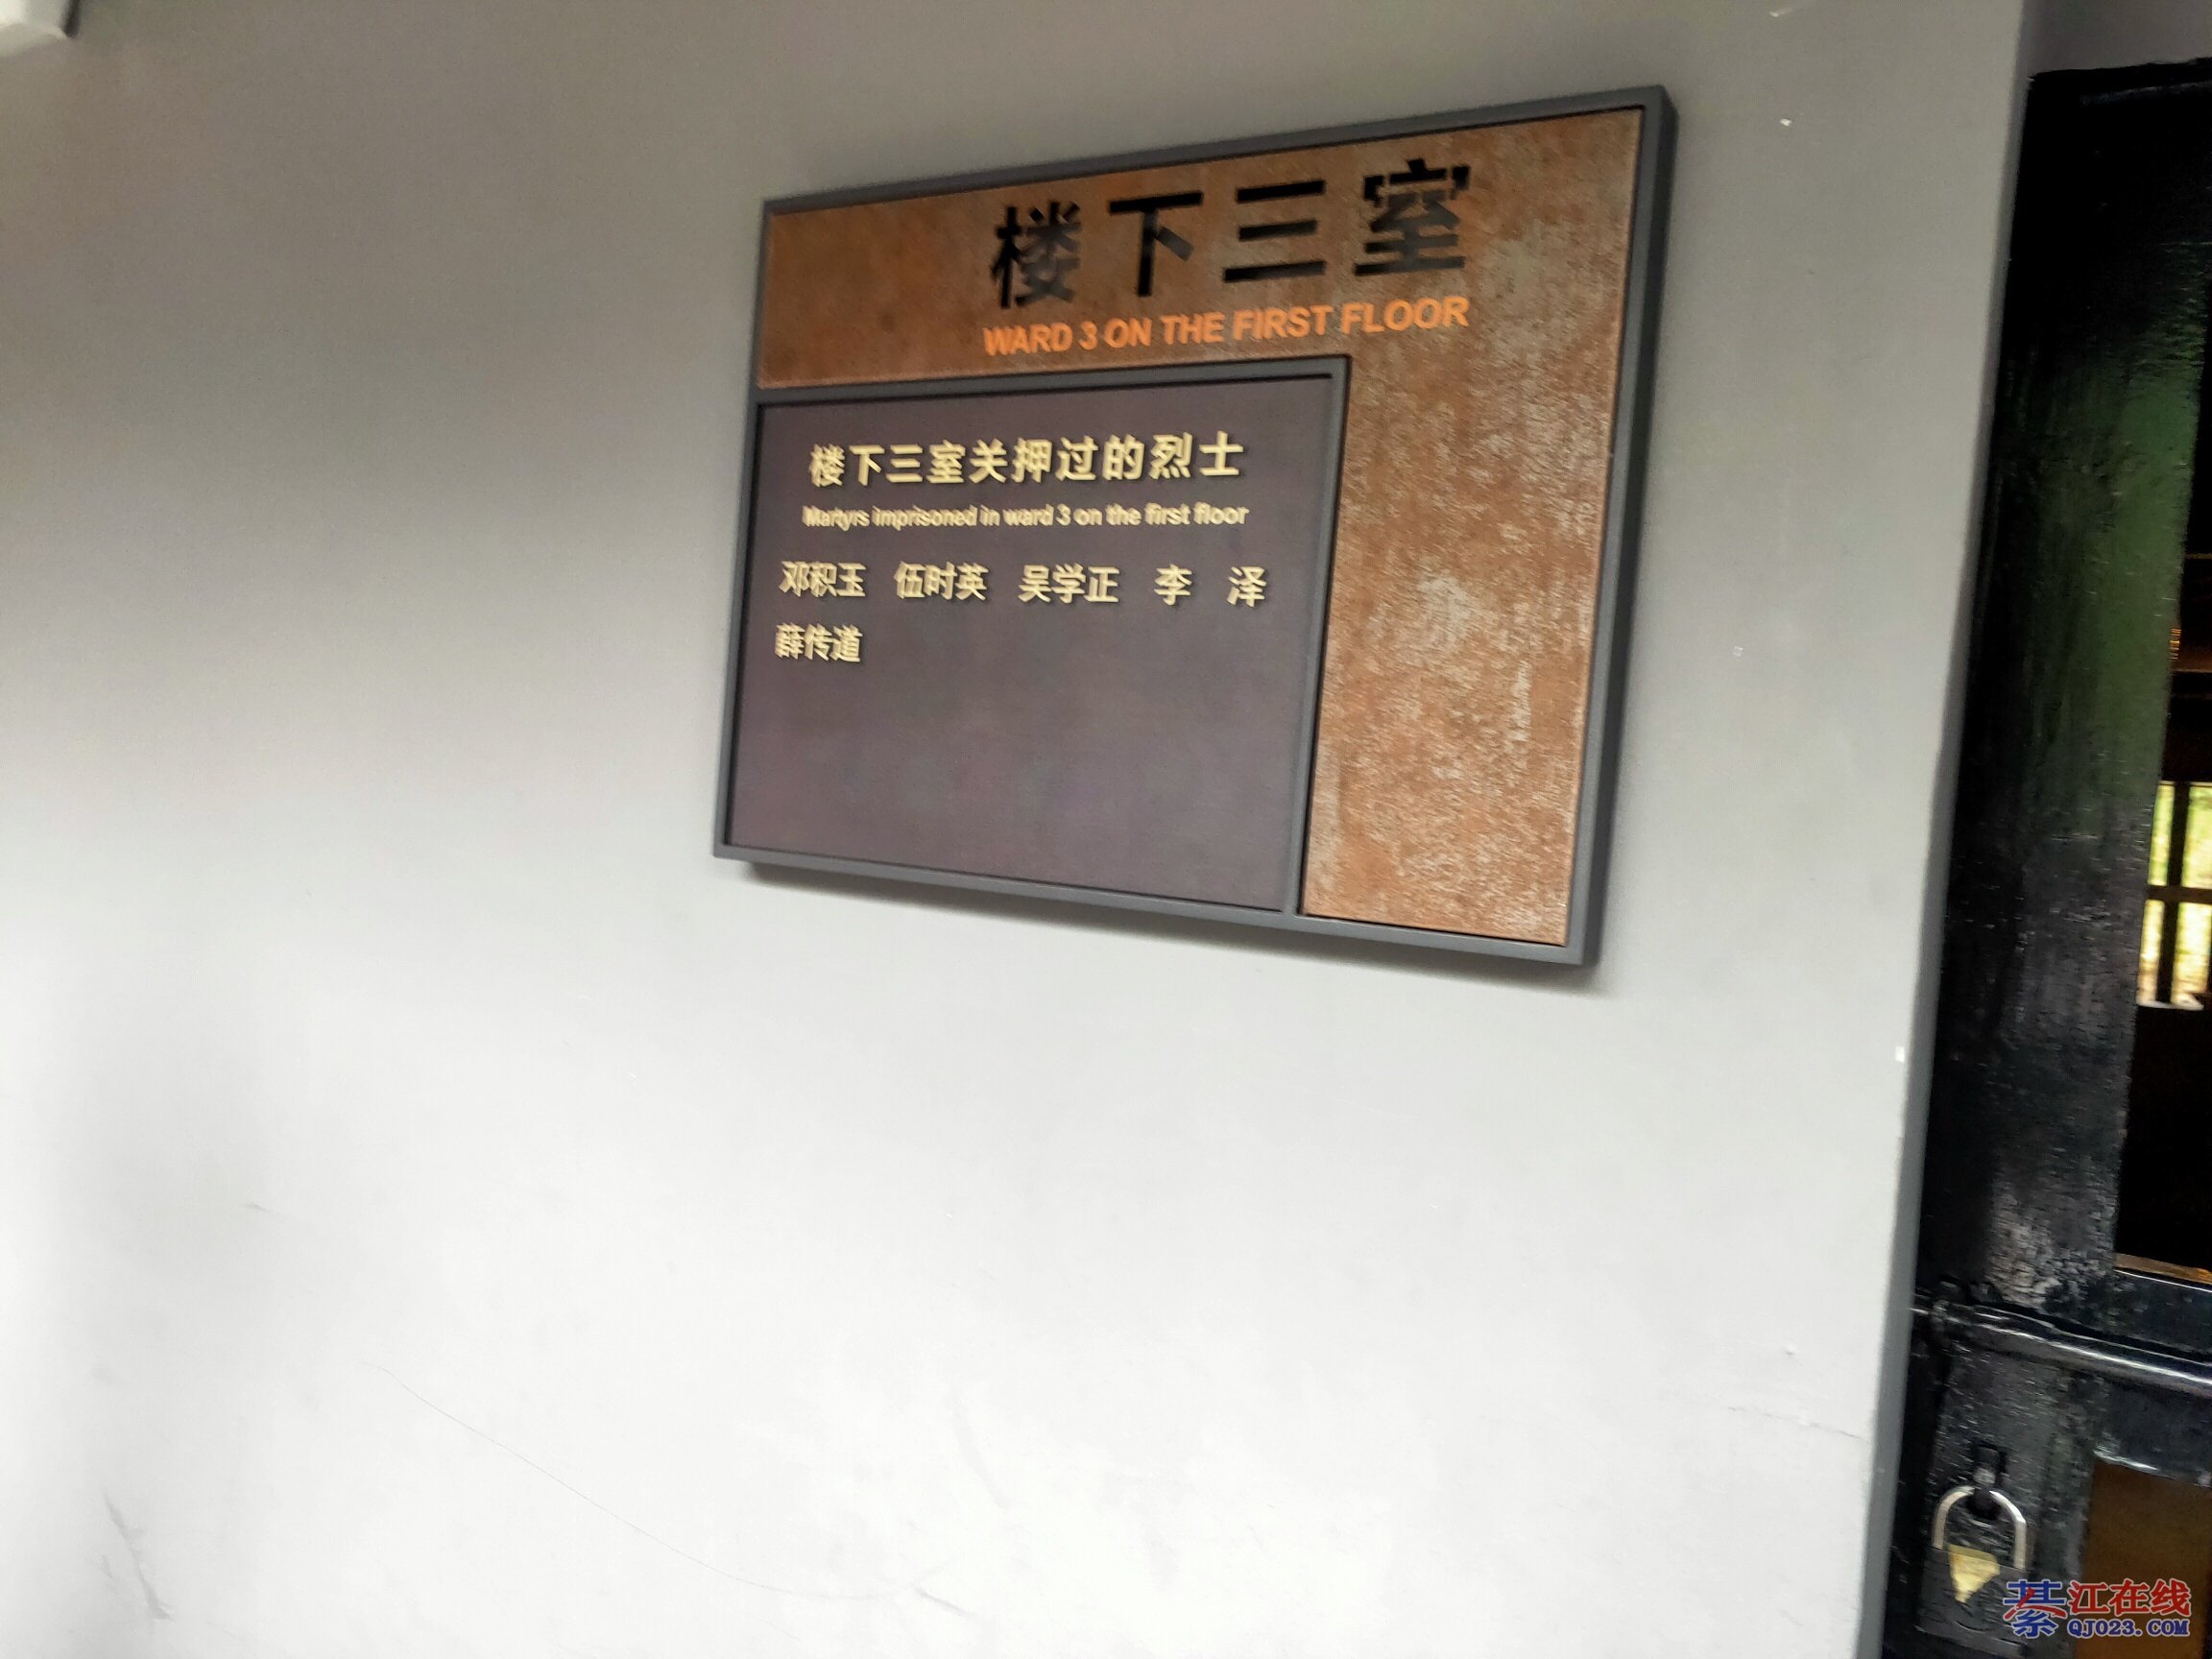 楼下三室
WARD 3 ON THE FIRST FLOOR
楼下三室关押过的烈士
Martyrs imprisoned in ward 3 on the first floor
邓积玉 伍时英 吴学正 李 泽
薛传道
綦江在线
QJ023.COM